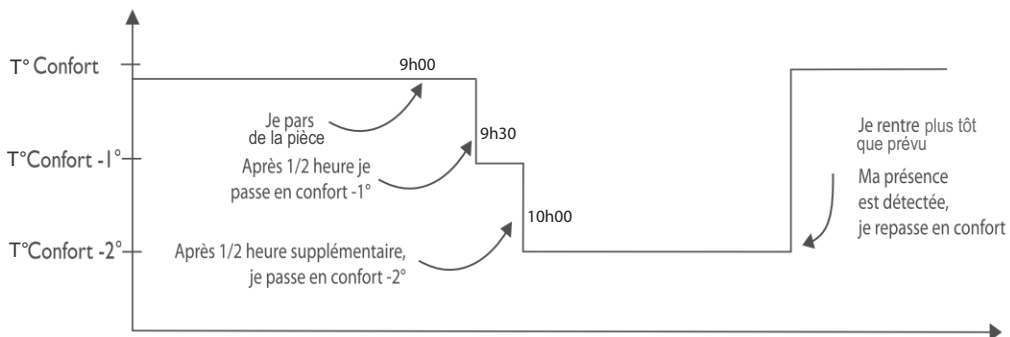 T° Confort
9h00
Je pars
de la pièce
9h30
T°Confort -1°
Après 1/2 heure je
passe en confort -1°
10h00
T°Confort -2°
Après 1/2 heure supplémentaire,
je passe en confort -2°
Je rentre plus tôt
que prévu
Ma présence
est détectée,
je repasse en confort